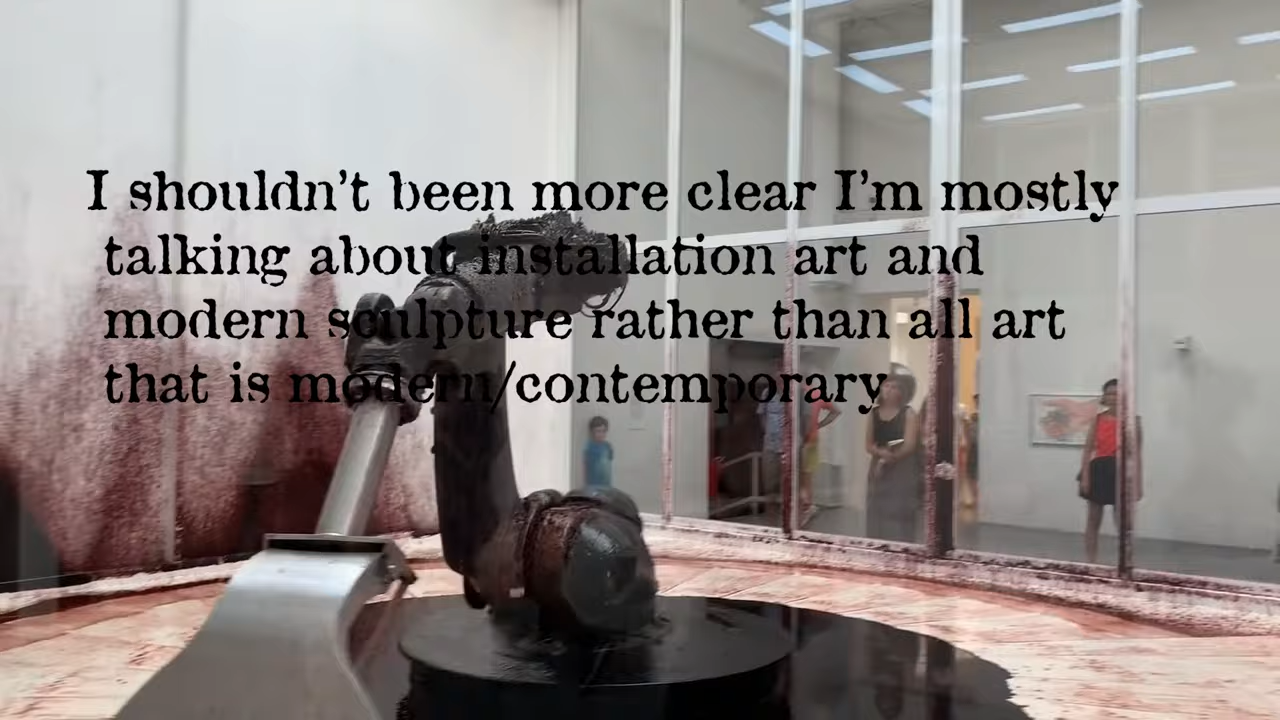 I shouldn't been more clear I'm mostly
talking about installation art and
modern sculpture rather than all art
that is modern/contemporary